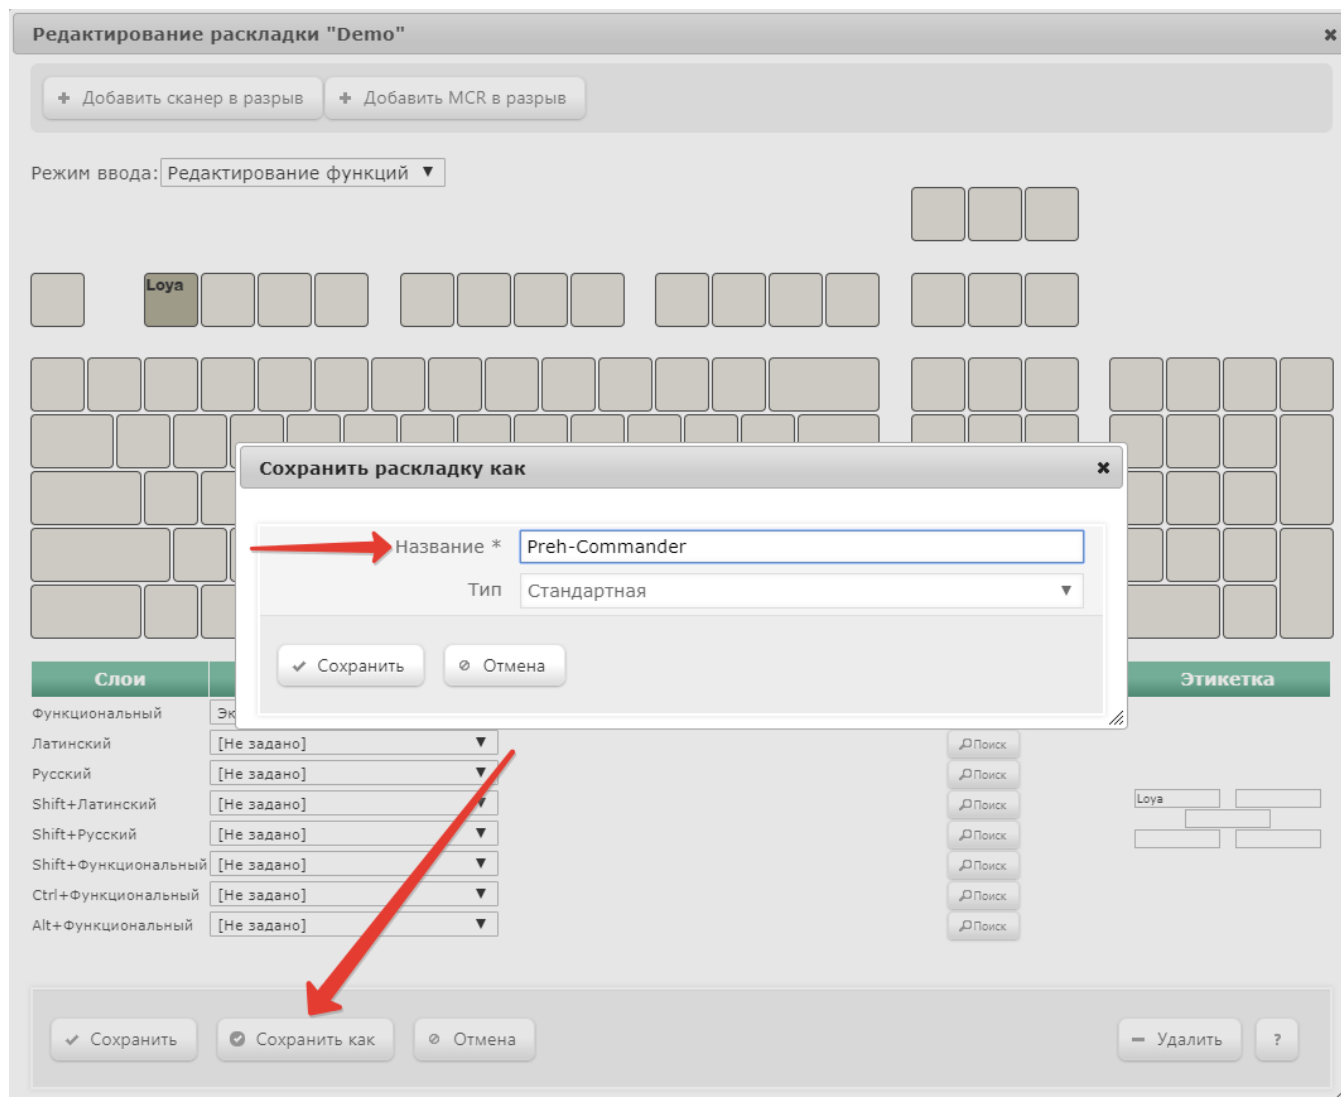 Редактирование раскладки "Demo"
Добавить сканер в разрыв Добавить MCR в разрыв
Режим ввода: Редактирование функций
Loya
Сохранить раскладку как
Название * Preh-Commander
Тип Стандартная
Сохранить Отмена
Слои Этикетка
Функциональный Эк
Латинский [Не задано] Поиск
Русский [Не задано] Поиск
Shift+Латинский [Не задано] Поиск Loya
Shift+Русский [Не задано] Поиск
Shift+Функциональный [Не задано] Поиск
Ctrl+Функциональный [Не задано] Поиск
Alt+Функциональный [Не задано] Поиск
Сохранить Сохранить как Отмена Удалить ?